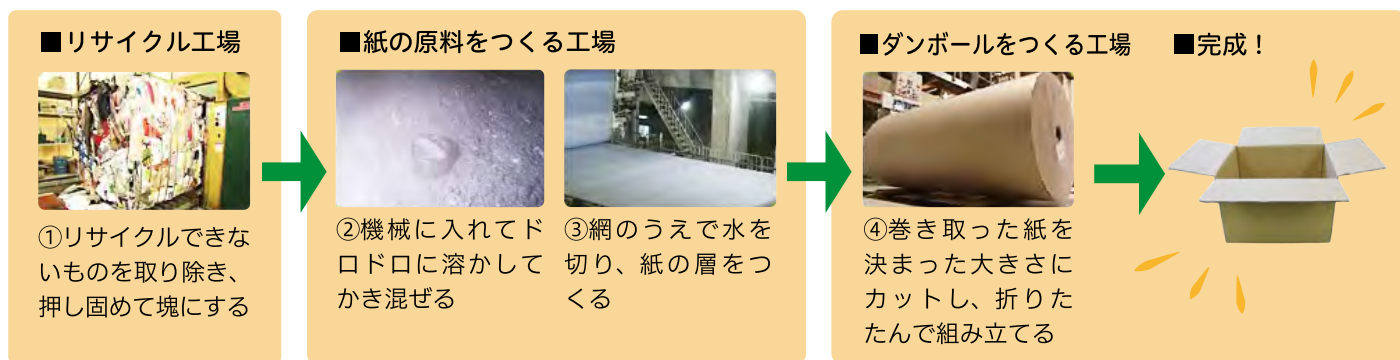 ■リサイクル工場
①リサイクルできな
いものを取り除き、
押し固めて塊にする
■紙の原料をつくる工場
②機械に入れてド
ロドロに溶かして
かき混ぜる
③網のうえで水を
切り、紙の層をつ
くる
■ダンボールをつくる工場
④巻き取った紙を
決まった大きさに
カットし、折りた
たんで組み立てる
■完成！